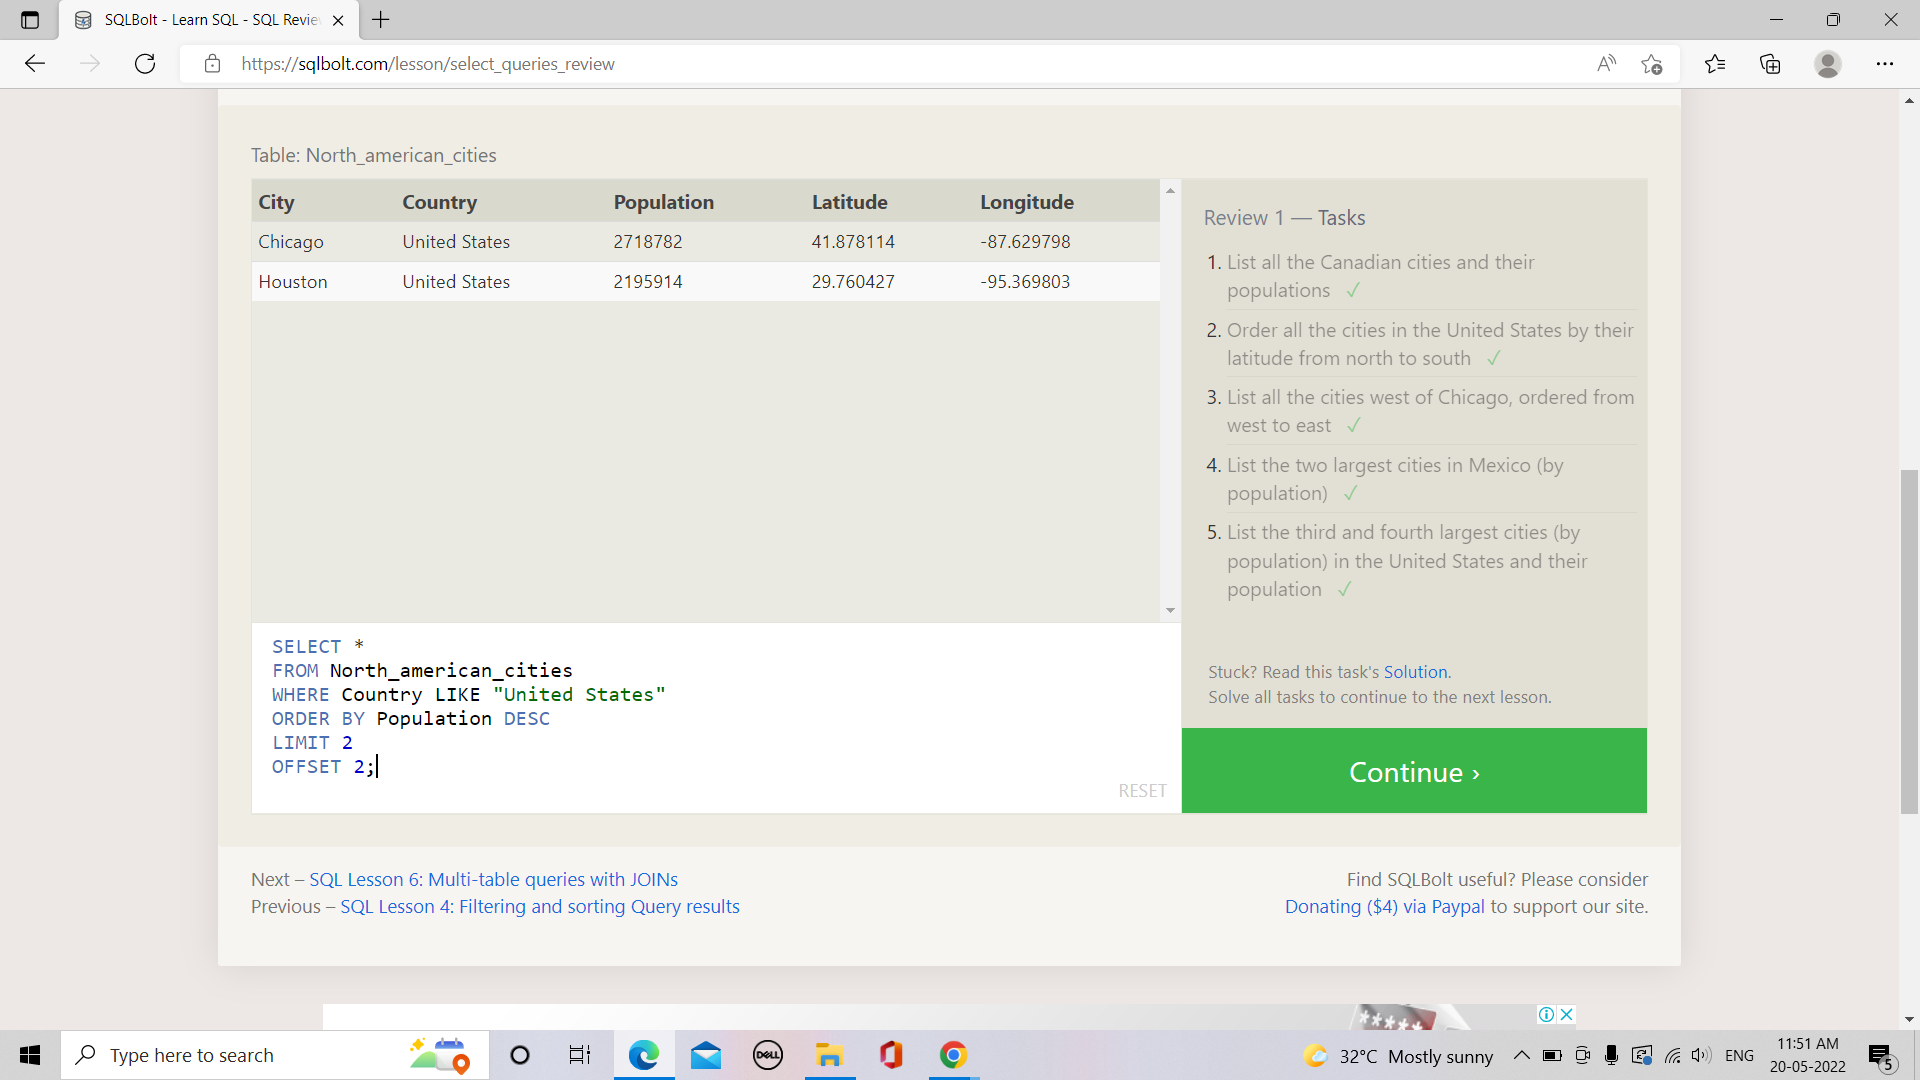 SQLBolt - Learn SQL - SQL Revie
https://sqlbolt.com/lesson/select_queries_review
Table: North_american_cities
City Country Population Latitude Longitude
Chicago United States 2718782 41.878114 -87.629798
Houston United States 2195914 29.760427 -95.369803
Review 1 — Tasks
1. List all the Canadian cities and their
populations ✓
2. Order all the cities in the United States by their
latitude from north to south ✓
3. List all the cities west of Chicago, ordered from
west to east ✓
4. List the two largest cities in Mexico (by
population) ✓
5. List the third and fourth largest cities (by
population) in the United States and their
population ✓
Stuck? Read this task's Solution.
Solve all tasks to continue to the next lesson.
Continue ›
SELECT *
FROM North_american_cities
WHERE Country LIKE "United States"
ORDER BY Population DESC
LIMIT 2
OFFSET 2;
RESET
Next – SQL Lesson 6: Multi-table queries with JOINs
Previous – SQL Lesson 4: Filtering and sorting Query results
Find SQLBolt useful? Please consider
Donating ($4) via Paypal to support our site.
*****
Type here to search
DELL
32°C Mostly sunny
ENG
11:51 AM
20-05-2022
5